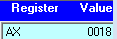 Register Value
AX 0018